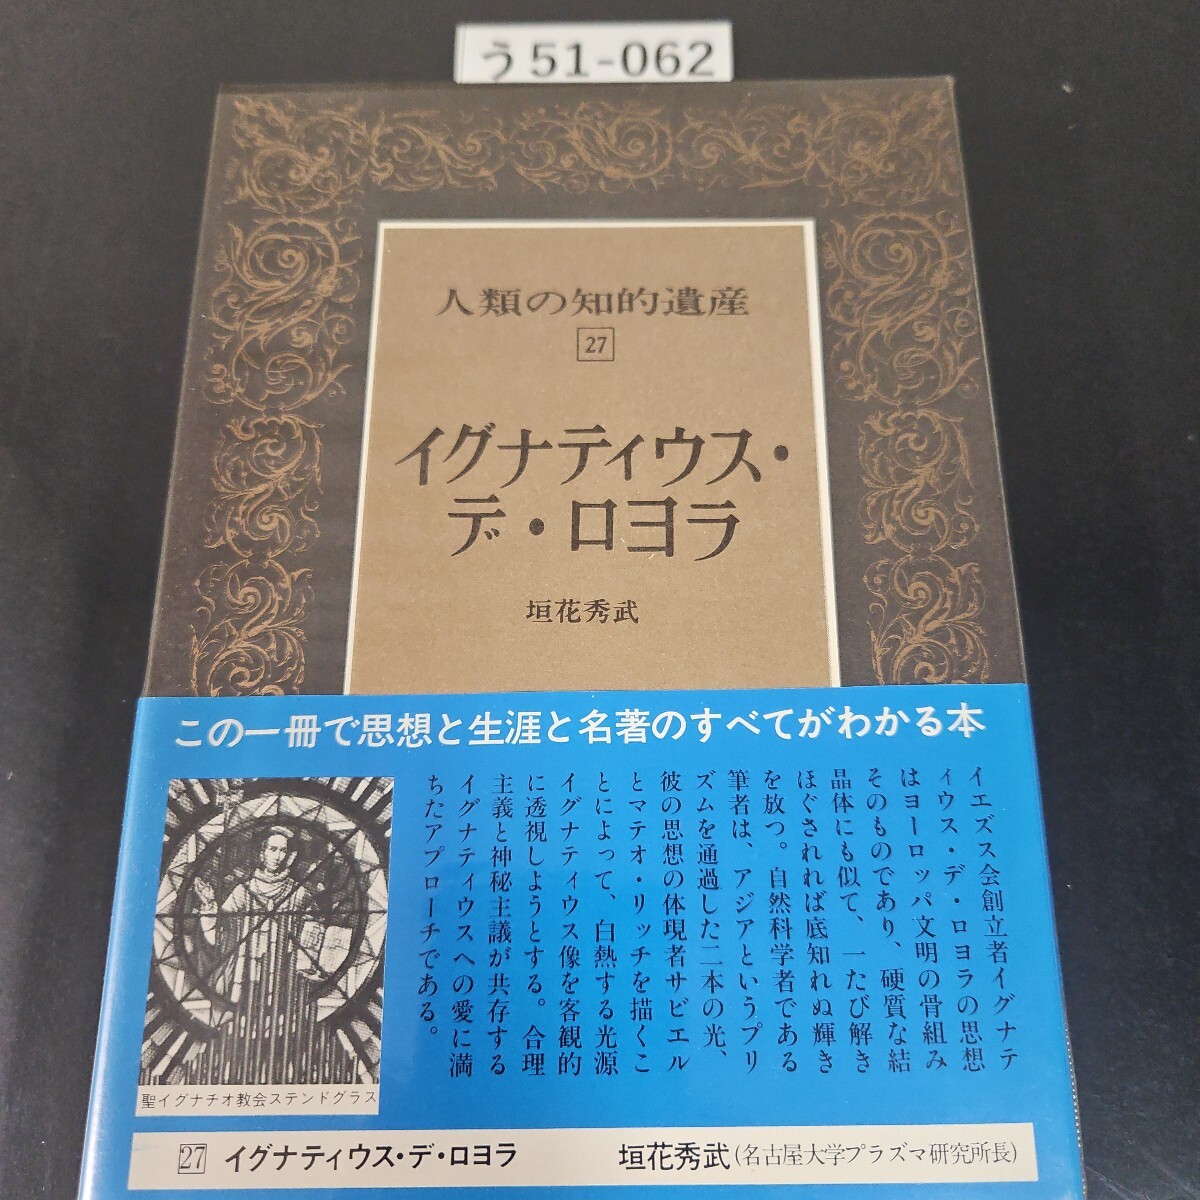 う51-062
人類の知的遺産
27
イグナティウス・
デ・ロヨラ
垣花秀武
この一冊で思想と生涯と名著のすべてがわかる本
イエズス会創立者イグナテ
ィウス・デ・ロヨラの思想
はヨーロッパ文明の骨組み
そのものであり、硬質な結
晶体にも似て、一たび解き
ほぐされれば底知れぬ輝き
を放つ。自然科学者である
筆者は、アジアというプリ
ズムを通過した二本の光、
彼の思想の体現者サビエル
とマテオ・リッチを描くこ
とによって、白熱する光源
イグナティウス像を客観的
に透視しようとする。合理
主義と神秘主議が共存する
イグナティウスへの愛に満
ちたアプローチである。
聖イグナチオ教会ステンドグラス
27 イグナティウス・デ・ロヨラ 垣花秀武(名古屋大学プラズマ研究所長)